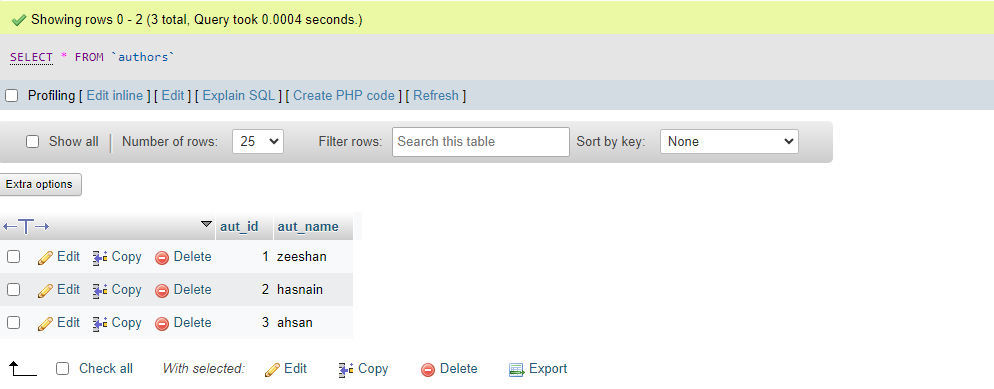 Showing rows 0 - 2 (3 total, Query took 0.0004 seconds.)
SELECT * FROM `authors`
Profiling [ Edit inline ] [ Edit ] [ Explain SQL ] [ Create PHP code ] [ Refresh ]
Show all Number of rows: 25 Filter rows: Search this table Sort by key: None
Extra options
aut_id aut_name
Edit Copy Delete 1 zeeshan
Edit Copy Delete 2 hasnain
Edit Copy Delete 3 ahsan
Check all With selected: Edit Copy Delete Export